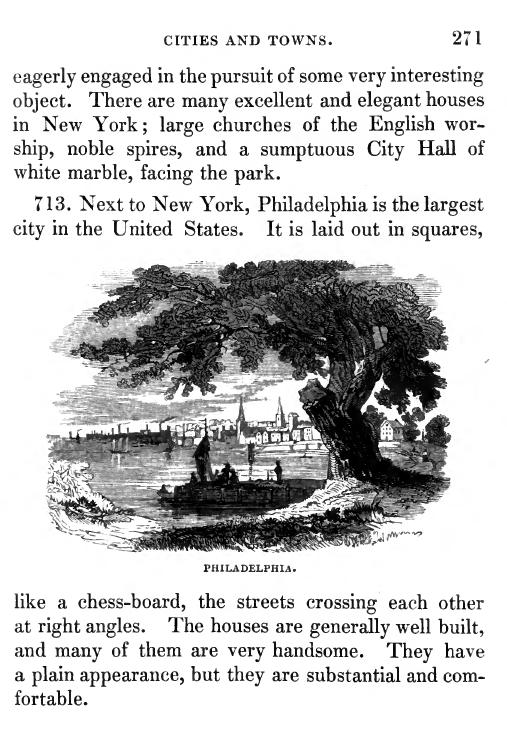 CITIES AND TOWNS. 271
eagerly engaged in the pursuit of some very interesting
object. There are many excellent and elegant houses
in New York; large churches of the English wor-
ship, noble spires, and a sumptuous City Hall of
white marble, facing the park.
713. Next to New York, Philadelphia is the largest
city in the United States. It is laid out in squares,
PHILADELPHIA.
like a chess-board, the streets crossing each other
at right angles. The houses are generally well built,
and many of them are very handsome. They have
a plain appearance, but they are substantial and com-
fortable.